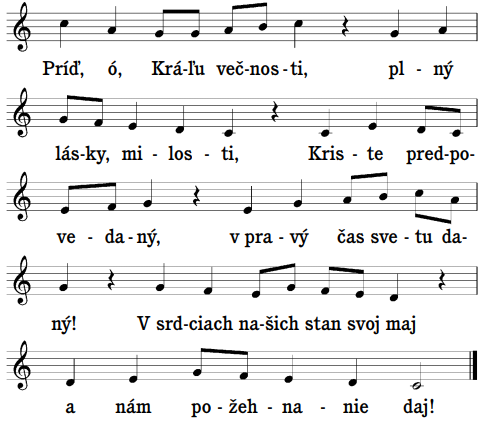 Príď, ó, Krá-ľu več-nos-ti, pl - ný
lás-ky, mi - los - ti, Kris - te pred-po-
ve - da - ný, v pra - vý čas sve - tu da-
ný! V srd-ciach na-šich stan svoj maj
a nám po - žeh - na - nie daj!